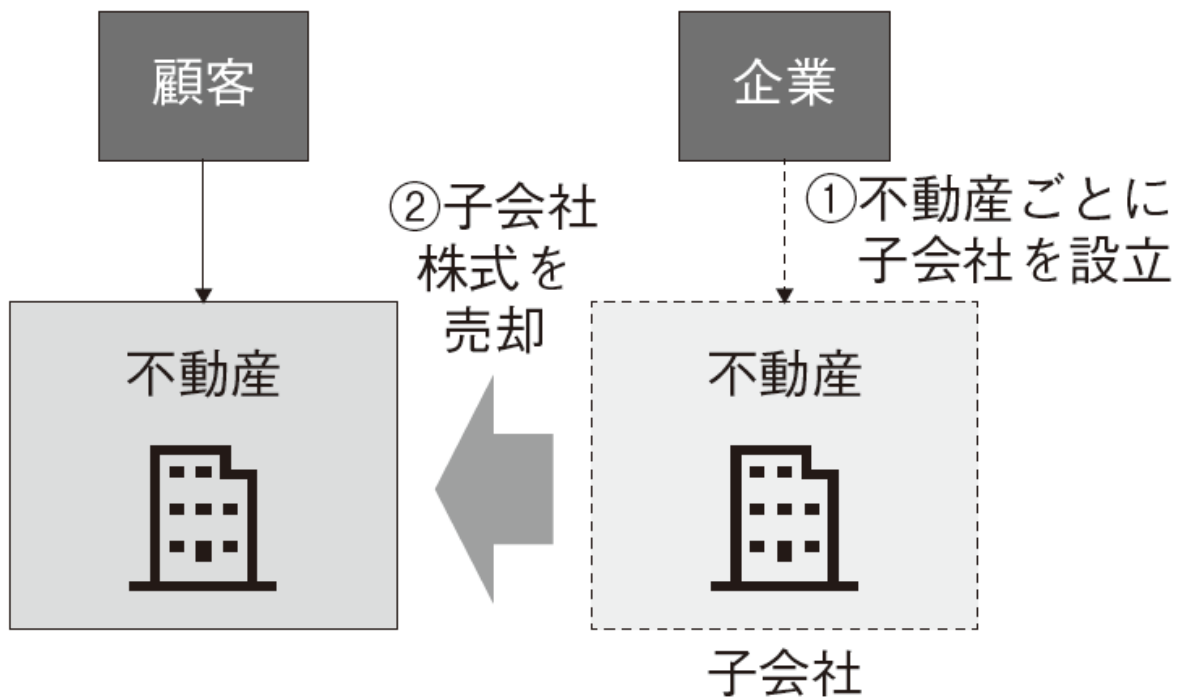 顧客
企業
①不動産ごとに
子会社を設立
②子会社
株式を
売却
不動産
不動産
子会社